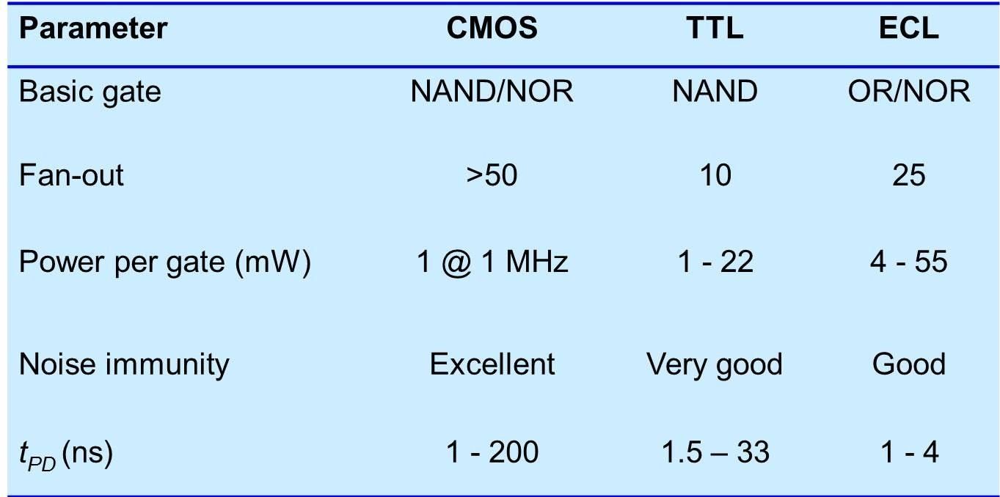 Parameter CMOS TTL ECL
Basic gate NAND/NOR NAND OR/NOR
Fan-out >50 10 25
Power per gate (mW) 1 @ 1 MHz 1 - 22 4 - 55
Noise immunity Excellent Very good Good
tPD (ns) 1 - 200 1.5 – 33 1 - 4